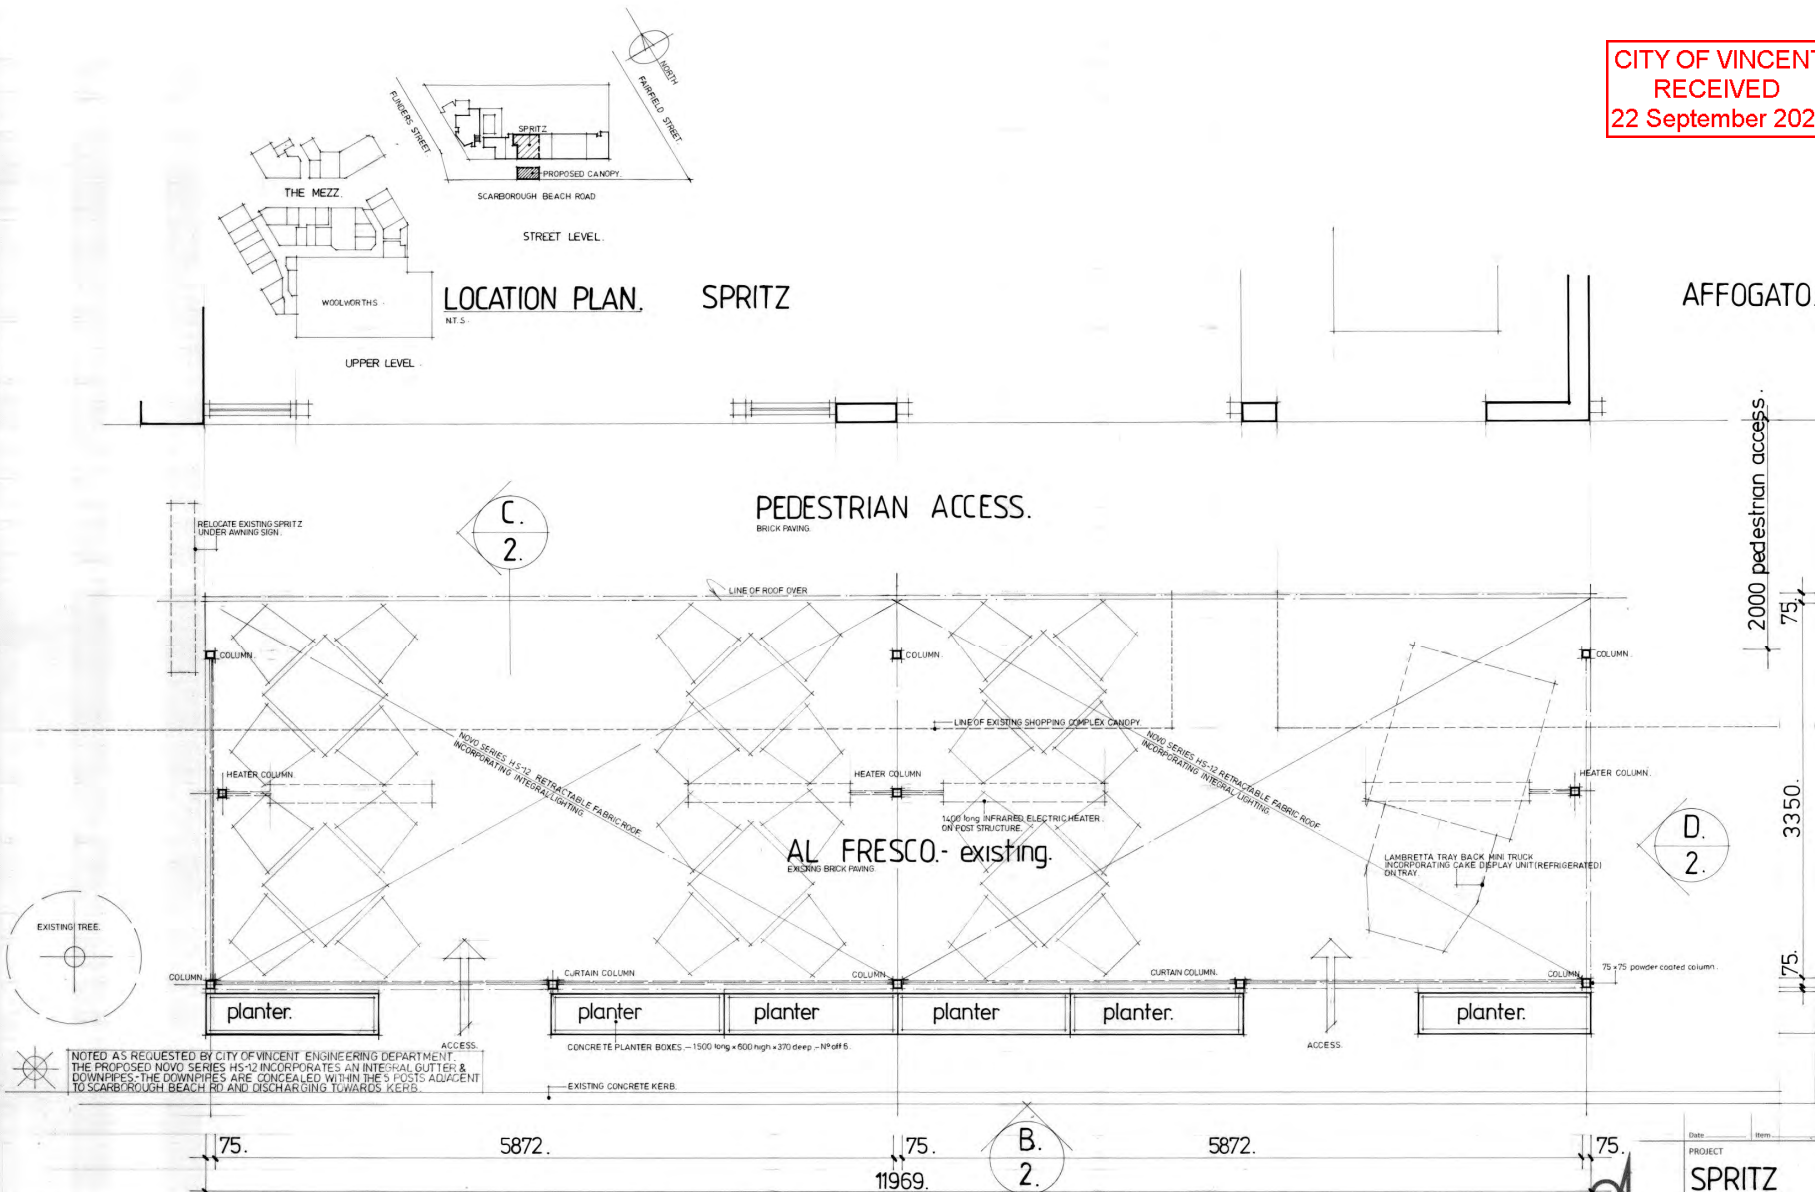 CITY OF VINCENT
RECEIVED
22 September 202
NORTH
FLINDERS STREET
FAIRFIELD STREET
SPRITZ
PROPOSED CANOPY.
SCARBOROUGH BEACH ROAD
STREET LEVEL.
THE MEZZ.
WOOLWORTHS
UPPER LEVEL
LOCATION PLAN.
N.T.S.
SPRITZ
AFFOGATO.
2000 pedestrian access.
RELOCATE EXISTING SPRITZ
UNDER AWNING SIGN.
C.
2.
PEDESTRIAN ACCESS.
BRICK PAVING.
LINE OF ROOF OVER
75.
COLUMN.
COLUMN.
COLUMN.
LINE OF EXISTING SHOPPING COMPLEX CANOPY.
NOVO SERIES HS-12 RETRACTABLE FABRIC ROOF
INCORPORATING INTEGRAL LIGHTING.
NOVO SERIES HS-12 RETRACTABLE FABRIC ROOF
INCORPORATING INTEGRAL LIGHTING.
HEATER COLUMN.
HEATER COLUMN
HEATER COLUMN.
1400 long INFRARED ELECTRIC HEATER
ON POST STRUCTURE.
3350.
D.
2.
AL FRESCO.- existing.
EXISTING BRICK PAVING.
LAMBRETTA TRAY BACK MINI TRUCK
INCORPORATING CAKE DISPLAY UNIT (REFRIGERATED)
ON TRAY
EXISTING TREE.
COLUMN
CURTAIN COLUMN
COLUMN
CURTAIN COLUMN.
COLUMN
75 x 75 powder coated column.
75.
planter.
planter
planter
planter
planter.
planter.
ACCESS.
CONCRETE PLANTER BOXES - 1500 long x 600 high x 370 deep - Nº off 6.
ACCESS.
NOTED AS REQUESTED BY CITY OF VINCENT ENGINEERING DEPARTMENT.
THE PROPOSED NOVO SERIES HS-12 INCORPORATES AN INTEGRAL GUTTER &
DOWNPIPES-THE DOWNPIPES ARE CONCEALED WITHIN THE 5 POSTS ADJACENT
TO SCARBOROUGH BEACH RD AND DISCHARGING TOWARDS KERB.
EXISTING CONCRETE KERB.
75.
5872.
75.
B.
2.
5872.
75.
11969.
Date
Item
PROJECT
SPRITZ